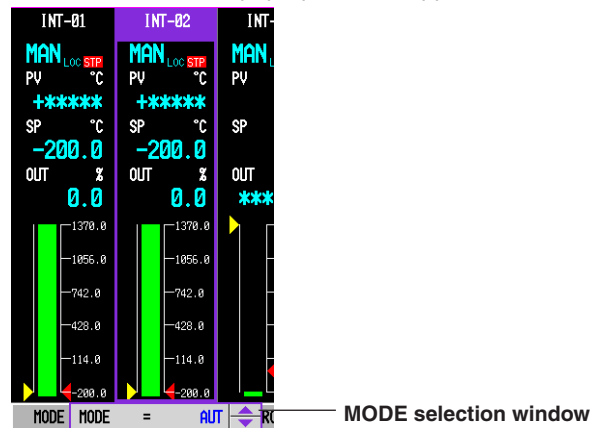 INT-01 INT-02 INT-
MAN LOC STP MAN LOC STP MAN
PV °C PV °C PV
+***** +*****
SP °C SP °C SP
-200.0 -200.0
OUT % OUT % OUT
0.0 0.0 ***
1370.0 1370.0
1056.0 1056.0
742.0 742.0
428.0 428.0
114.0 114.0
-200.0 -200.0
MODE MODE = AUT RO MODE selection window